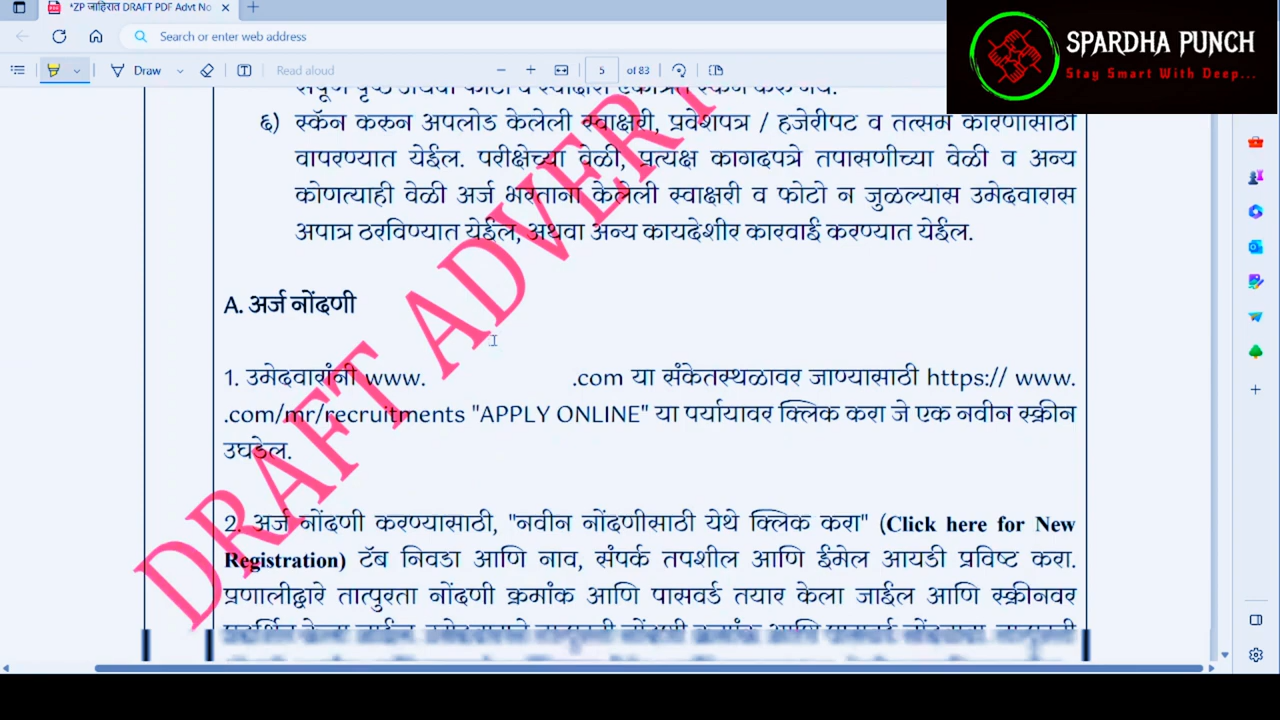 *ZP जाहिरात DRAFT PDF Advt No
Search or enter web address
SPARDHA PUNCH
Stay Smart With Deep...
Draw
Read aloud
5 of 83
संपूर्ण पृष्ठ अथवा फोटो व स्वाक्षरी एकत्रित स्कॅन करू नये.
६) स्कॅन करुन अपलोड केलेली स्वाक्षरी, प्रवेशपत्र / हजेरीपट व तत्सम कारणासाठी
वापरण्यात येईल. परीक्षेच्या वेळी, प्रत्यक्ष कागदपत्रे तपासणीच्या वेळी व अन्य
कोणत्याही वेळी अर्ज भरताना केलेली स्वाक्षरी व फोटो न जुळल्यास उमेदवारास
अपात्र ठरविण्यात येईल, अथवा अन्य कायदेशीर कारवाई करण्यात येईल.
A. अर्ज नोंदणी
1. उमेदवारांनी www. .com या संकेतस्थळावर जाण्यासाठी https:// www.
.com/mr/recruitments "APPLY ONLINE" या पर्यायावर क्लिक करा जे एक नवीन स्क्रीन
उघडेल.
2. अर्ज नोंदणी करण्यासाठी, "नवीन नोंदणीसाठी येथे क्लिक करा" (Click here for New
Registration) टॅब निवडा आणि नाव, संपर्क तपशील आणि ईमेल आयडी प्रविष्ट करा.
प्रणालीद्वारे तात्पुरता नोंदणी क्रमांक आणि पासवर्ड तयार केला जाईल आणि स्क्रीनवर
DRAFT ADVERT